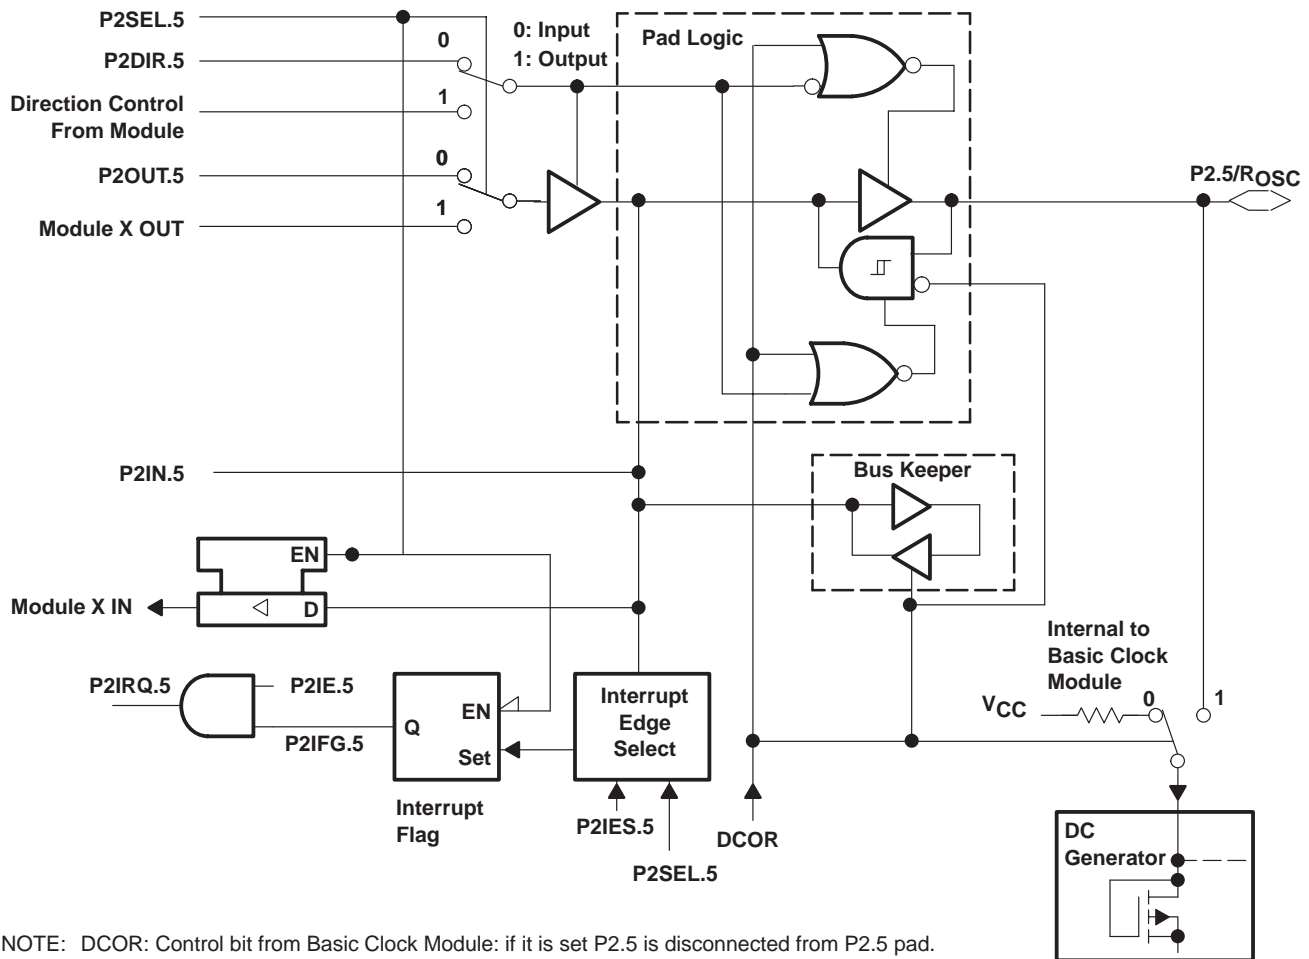 P2SEL.5
0
0: Input
1: Output
Pad Logic
P2DIR.5
1
Direction Control
From Module
0
P2OUT.5
P2.5/ROSC
1
Module X OUT
P2IN.5
Bus Keeper
EN
D
Module X IN
Internal to
Basic Clock
Module
P2IRQ.5
P2IE.5
P2IFG.5
Q
EN
Set
Interrupt
Edge
Select
VCC
0
1
Interrupt
Flag
P2IES.5
DCOR
P2SEL.5
DC
Generator
NOTE: DCOR: Control bit from Basic Clock Module: if it is set P2.5 is disconnected from P2.5 pad.